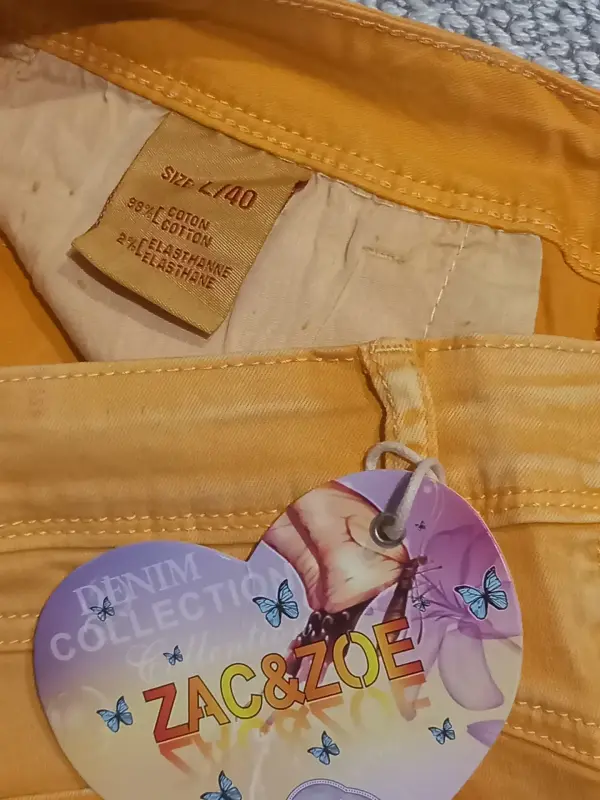 SIZE L/40
98% COTON
COTTON
2% ELASTHANNE
ELASTHANE
DENIM
COLLECTION
ZAC&ZOE